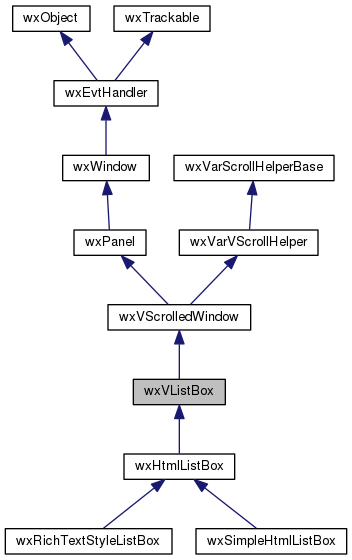 wxObject
wxTrackable
wxEvtHandler
wxWindow
wxVarScrollHelperBase
wxPanel
wxVarVScrollHelper
wxVScrolledWindow
wxVListBox
wxHtmlListBox
wxRichTextStyleListBox
wxSimpleHtmlListBox